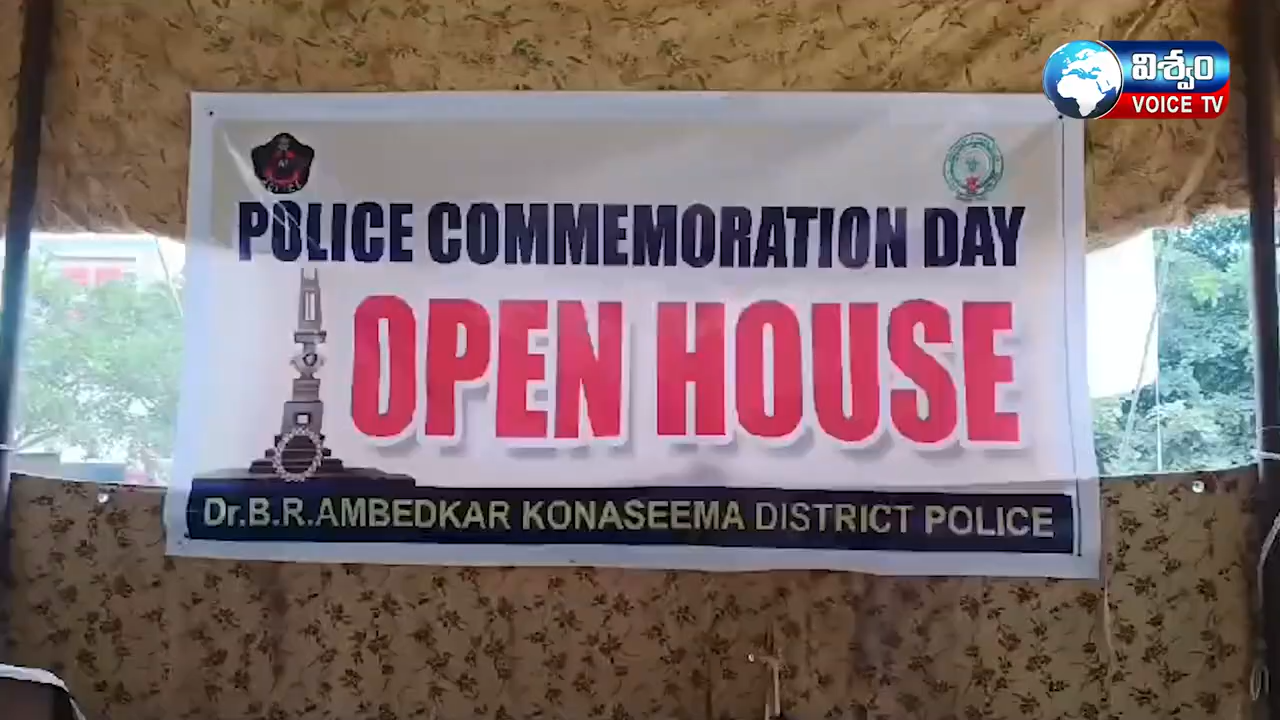 విశ్వం
VOICE TV
POLICE COMMEMORATION DAY
OPEN HOUSE
Dr.B.R.AMBEDKAR KONASEEMA DISTRICT POLICE